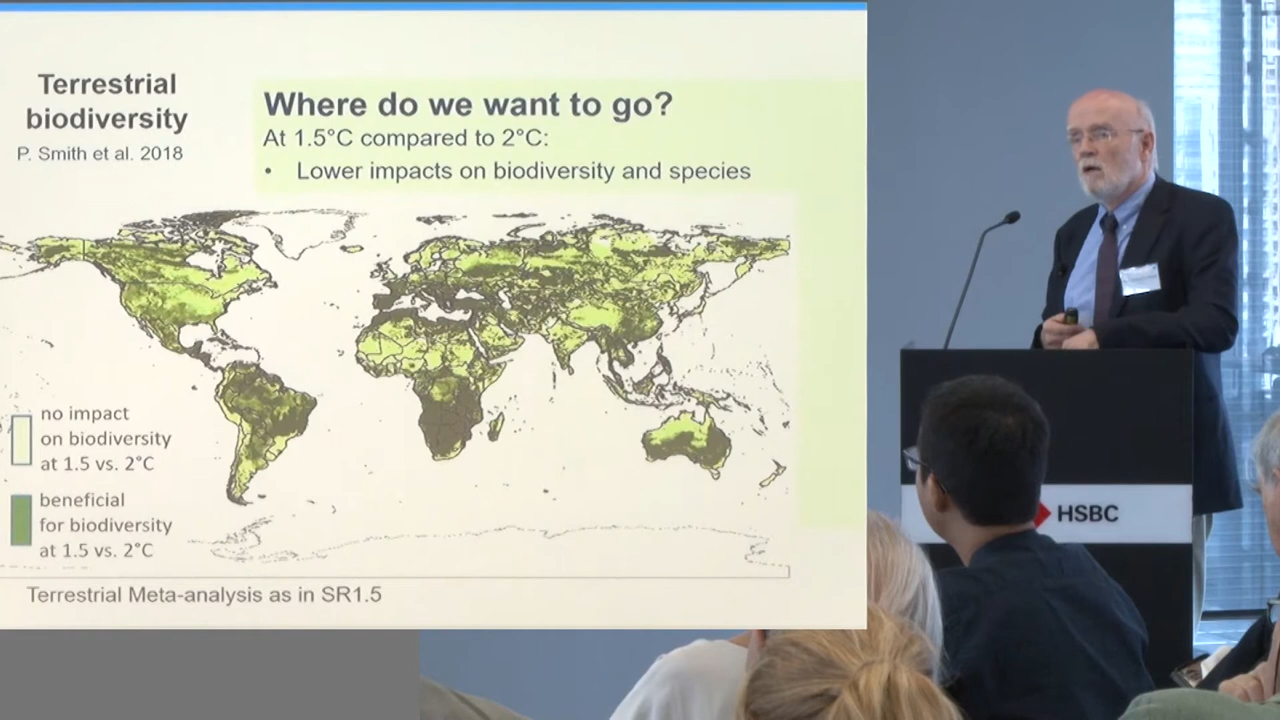 Terrestrial
biodiversity
P. Smith et al. 2018
Where do we want to go?
At 1.5°C compared to 2°C:
• Lower impacts on biodiversity and species
no impact
on biodiversity
at 1.5 vs. 2°C
beneficial
for biodiversity
at 1.5 vs. 2°C
Terrestrial Meta-analysis as in SR1.5
HSBC